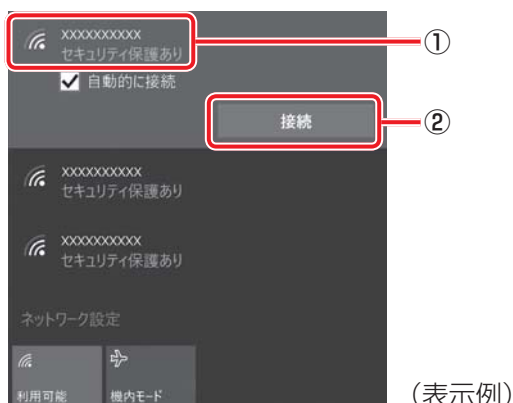 xxxxxxxxxx
セキュリティ保護あり
①
自動的に接続
接続
②
xxxxxxxxxx
セキュリティ保護あり
xxxxxxxxxx
セキュリティ保護あり
ネットワーク設定
利用可能
機内モード
(表示例)